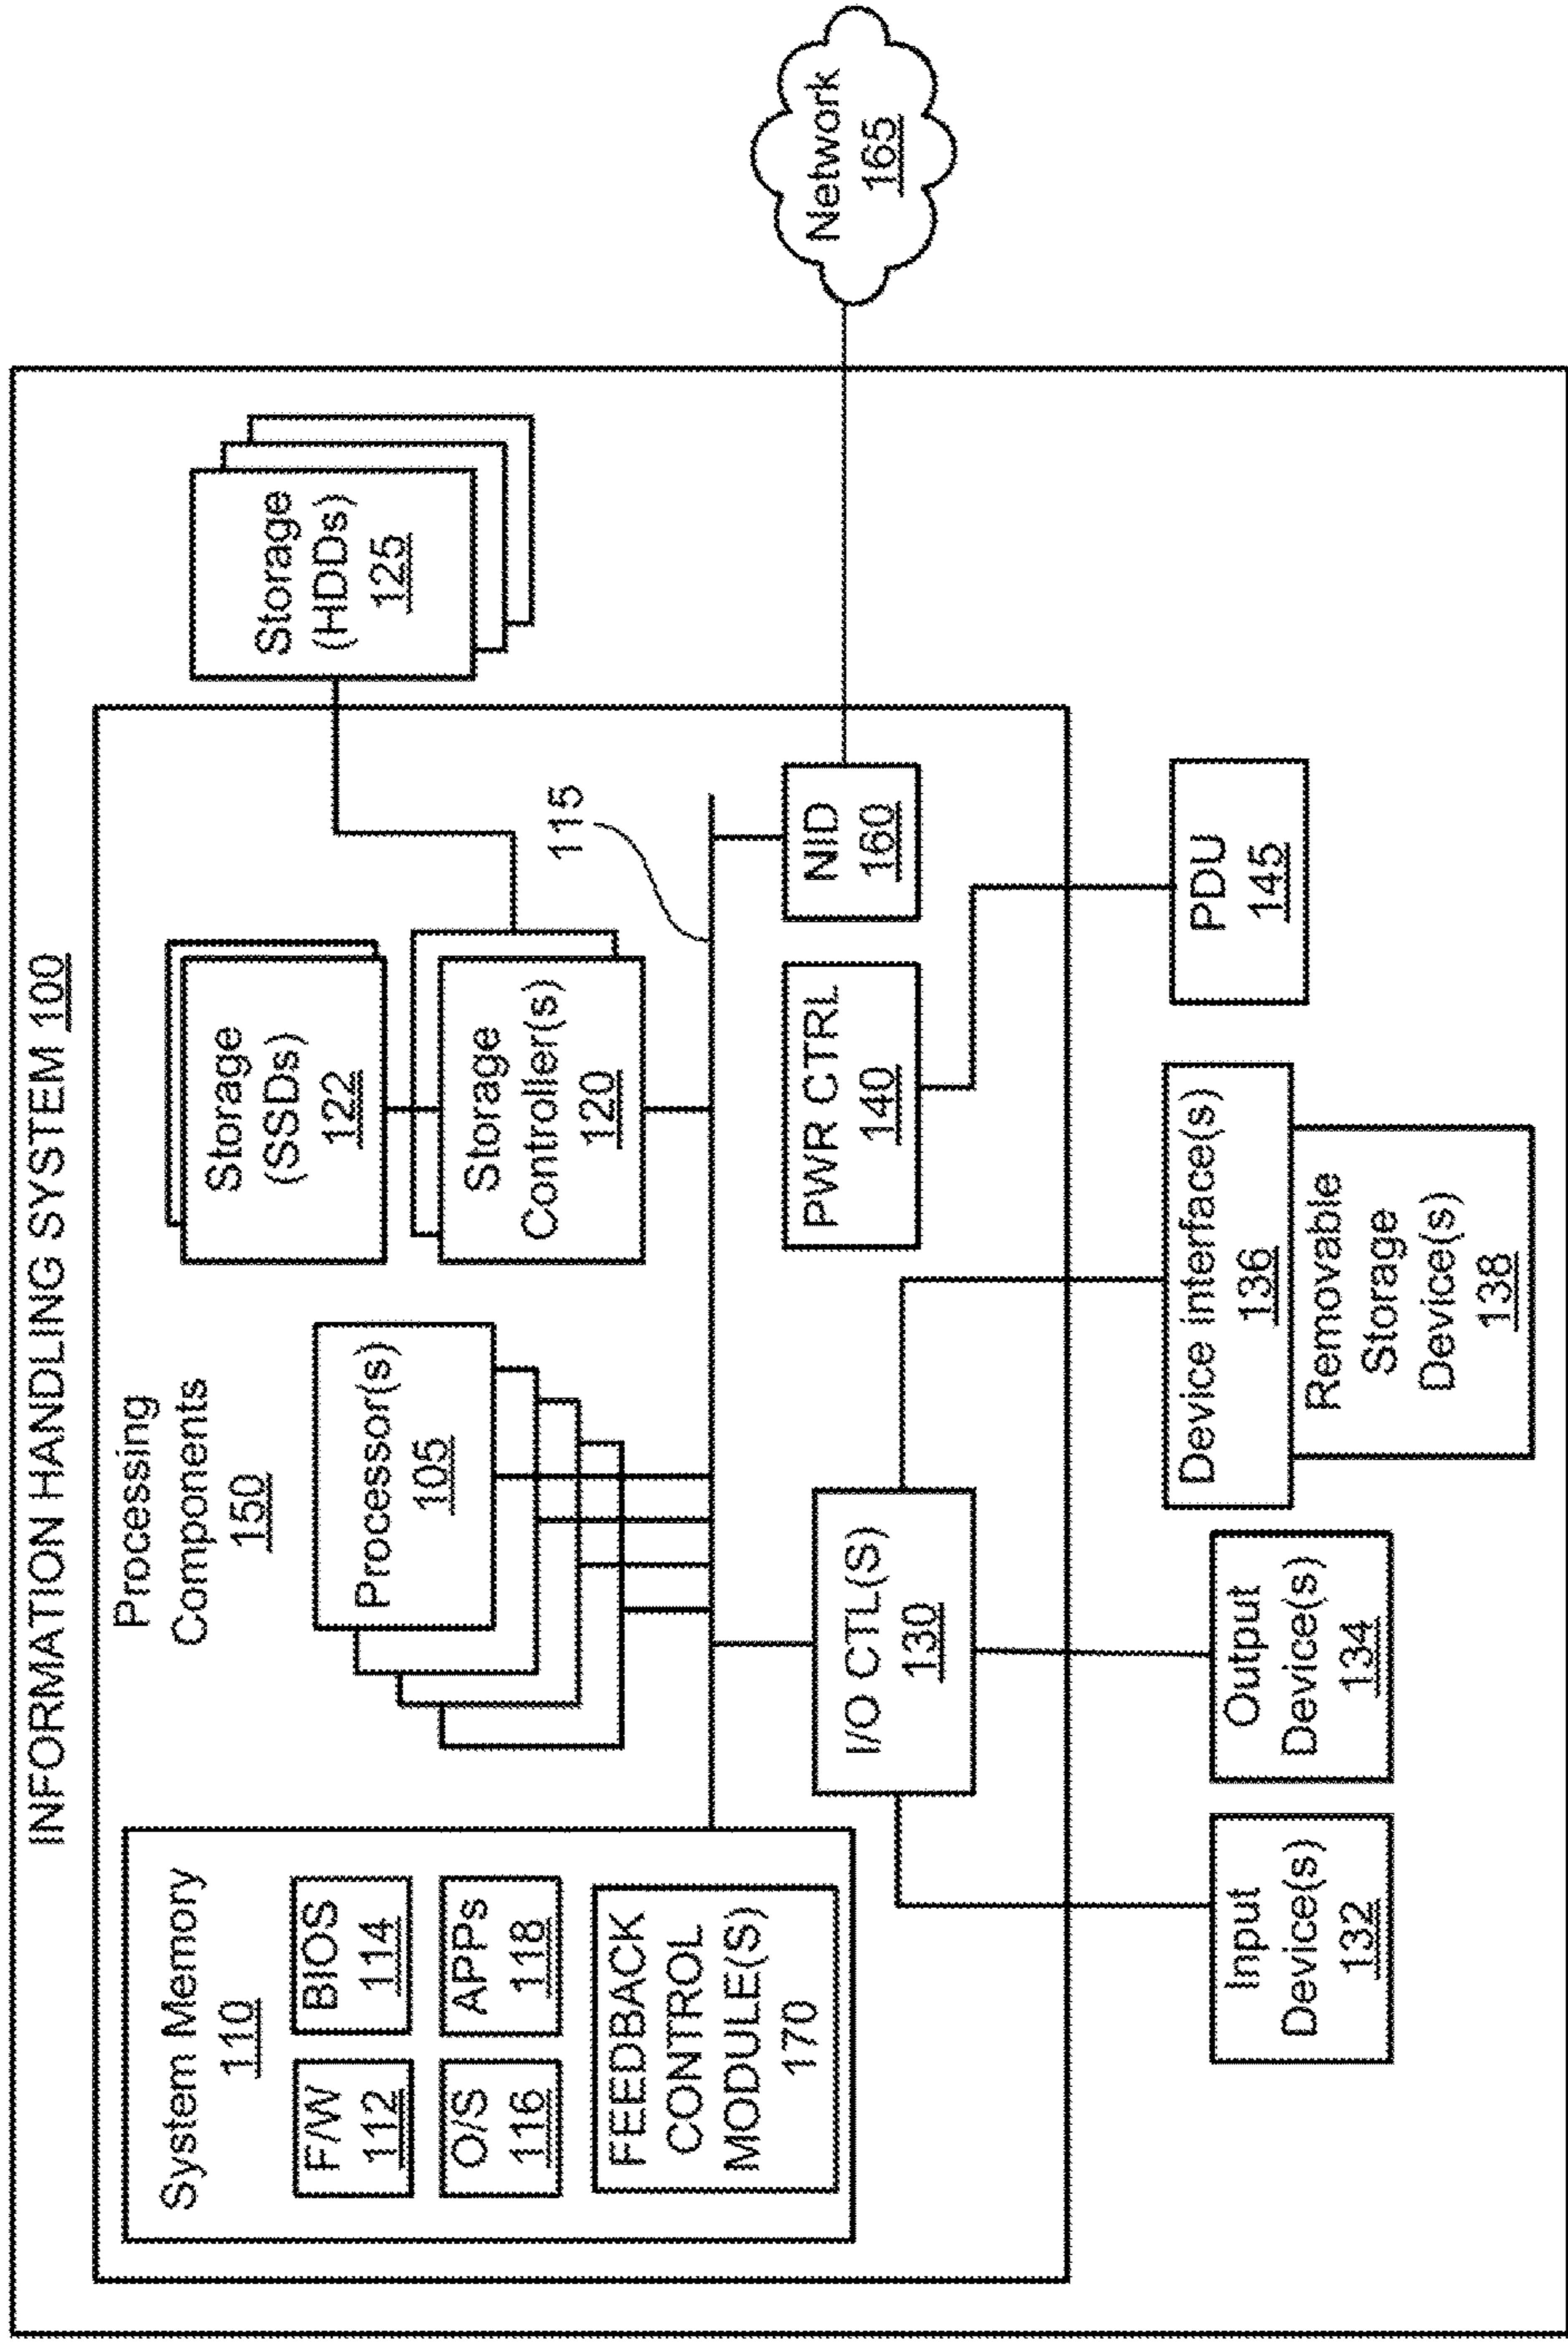 INFORMATION HANDLING SYSTEM 100
Processing
Components
150
System Memory
110
F/W
112
BIOS
114
O/S
116
APPs
118
FEEDBACK
CONTROL
MODULE(S)
170
Processor(s)
105
Storage
(SSDs)
122
Storage
Controller(s)
120
Storage
(HDDs)
125
115
I/O CTL(S)
130
PWR CTRL
140
NID
160
Network
165
Input
Device(s)
132
Output
Device(s)
134
Device interface(s)
136
Removable
Storage
Device(s)
138
PDU
145